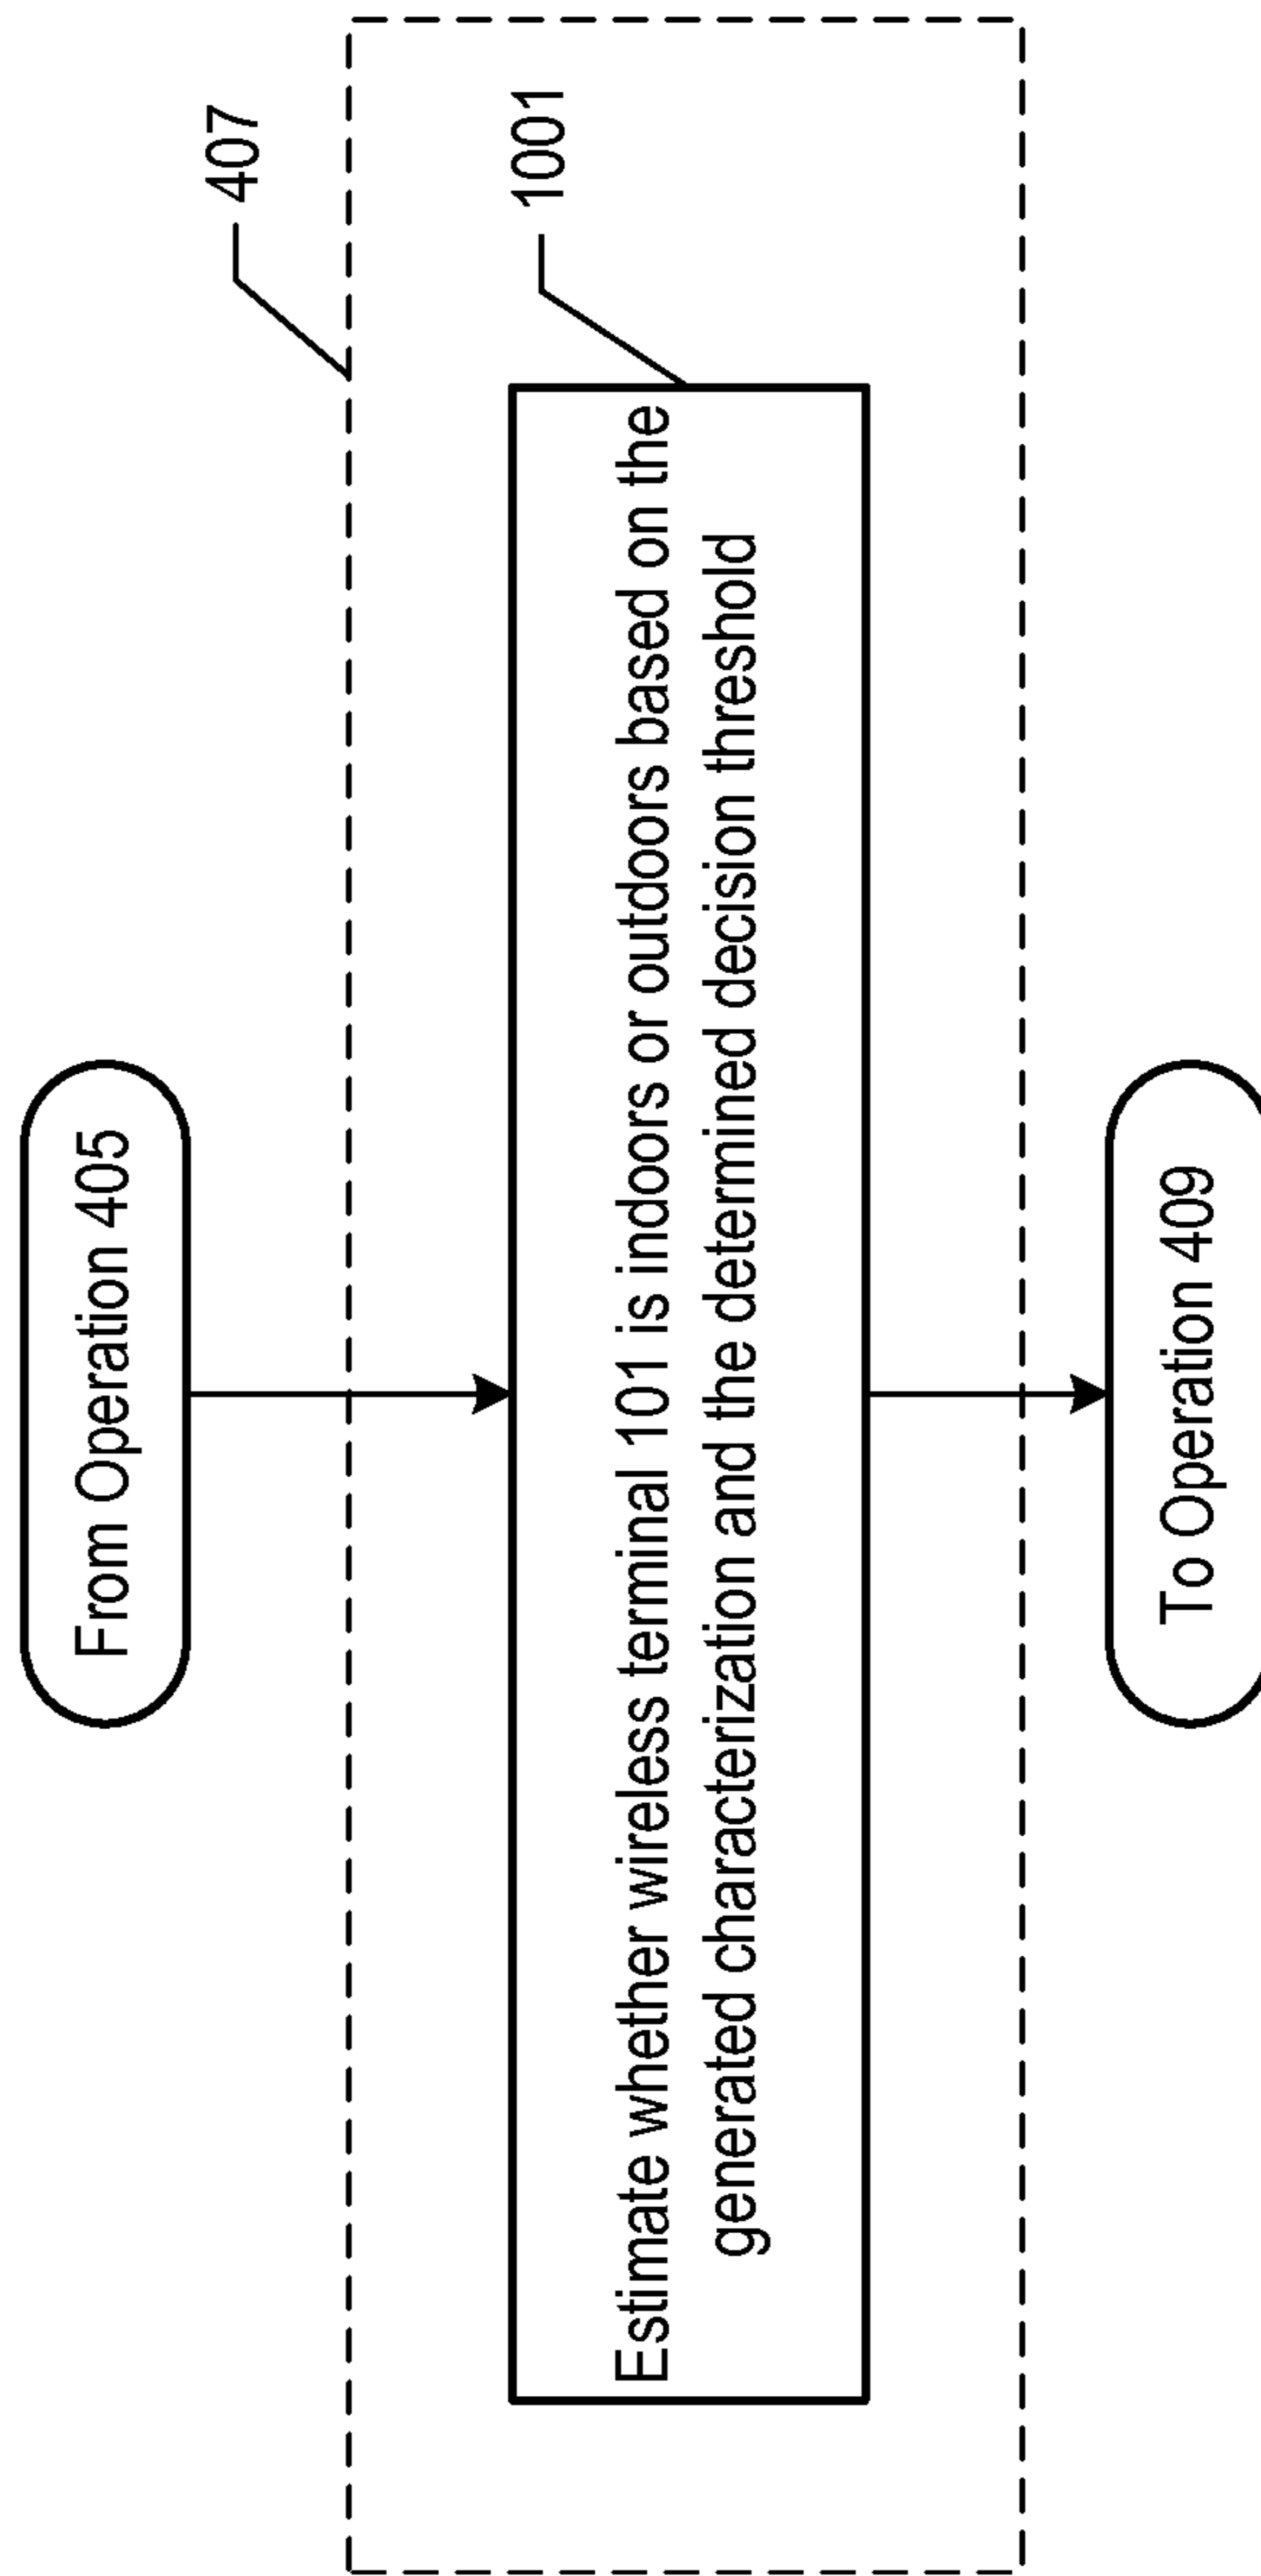 From Operation 405
407
1001
Estimate whether wireless terminal 101 is indoors or outdoors based on the
generated characterization and the determined decision threshold
To Operation 409